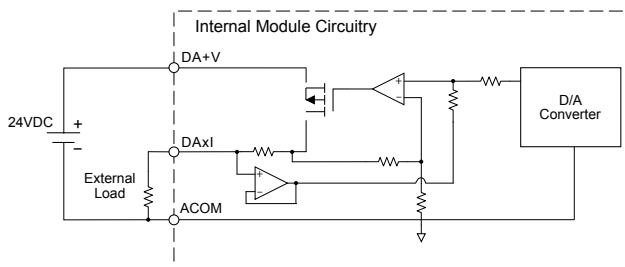 Internal Module Circuitry
DA+V
+
−
D/A
Converter
24VDC
+
−
DAxI
External
Load
+
−
ACOM